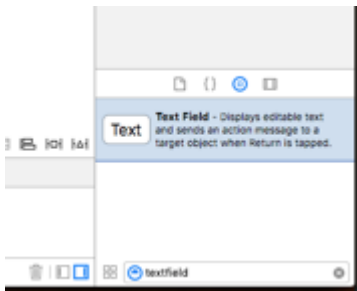 Text
Text Field - Displays editable text
and sends an action message to a
target object when Return is tapped.
textfield